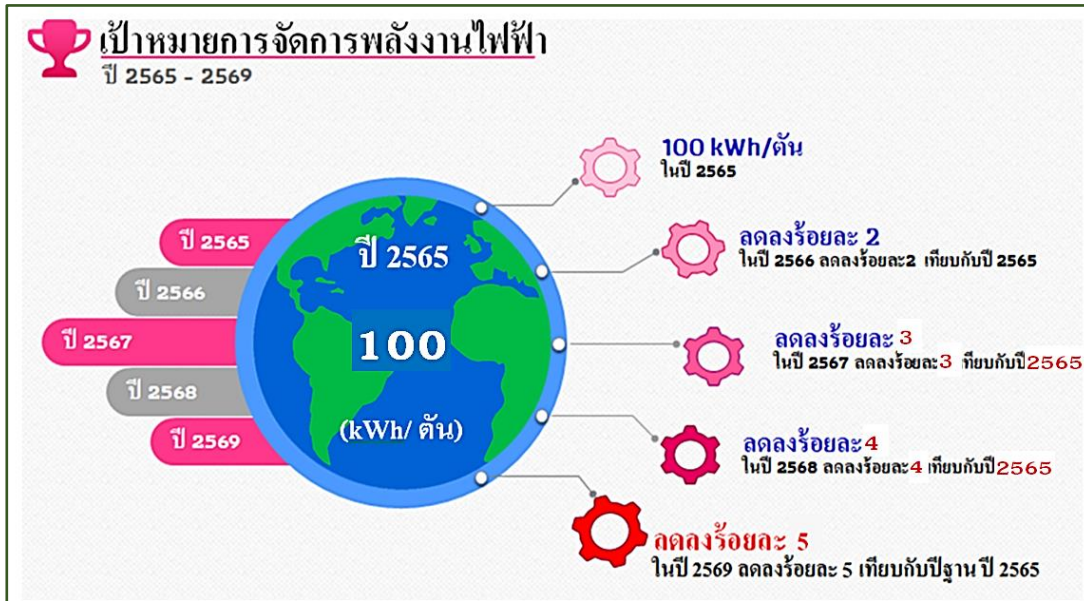 เป้าหมายการจัดการพลังงานไฟฟ้า
ปี 2565 - 2569
ปี 2565
ปี 2566
ปี 2567
ปี 2568
ปี 2569
ปี 2565
100
(kWh/ ตัน)
100 kWh/ตัน
ในปี 2565
ลดลงร้อยละ 2
ในปี 2566 ลดลงร้อยละ2 เทียบกับปี 2565
ลดลงร้อยละ 3
ในปี 2567 ลดลงร้อยละ3 เทียบกับปี2565
ลดลงร้อยละ4
ในปี 2568 ลดลงร้อยละ4 เทียบกับปี2565
ลดลงร้อยละ 5
ในปี 2569 ลดลงร้อยละ 5 เทียบกับปีฐาน ปี 2565